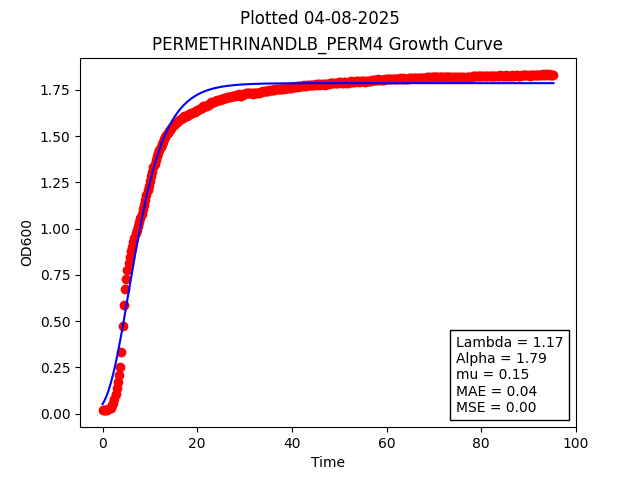 Plotted 04-08-2025
PERMETHRINANDLB_PERM4 Growth Curve
OD600
1.75
1.50
1.25
1.00
0.75
0.50
0.25
0.00
Lambda = 1.17
Alpha = 1.79
mu = 0.15
MAE = 0.04
MSE = 0.00
0 20 40 60 80 100
Time